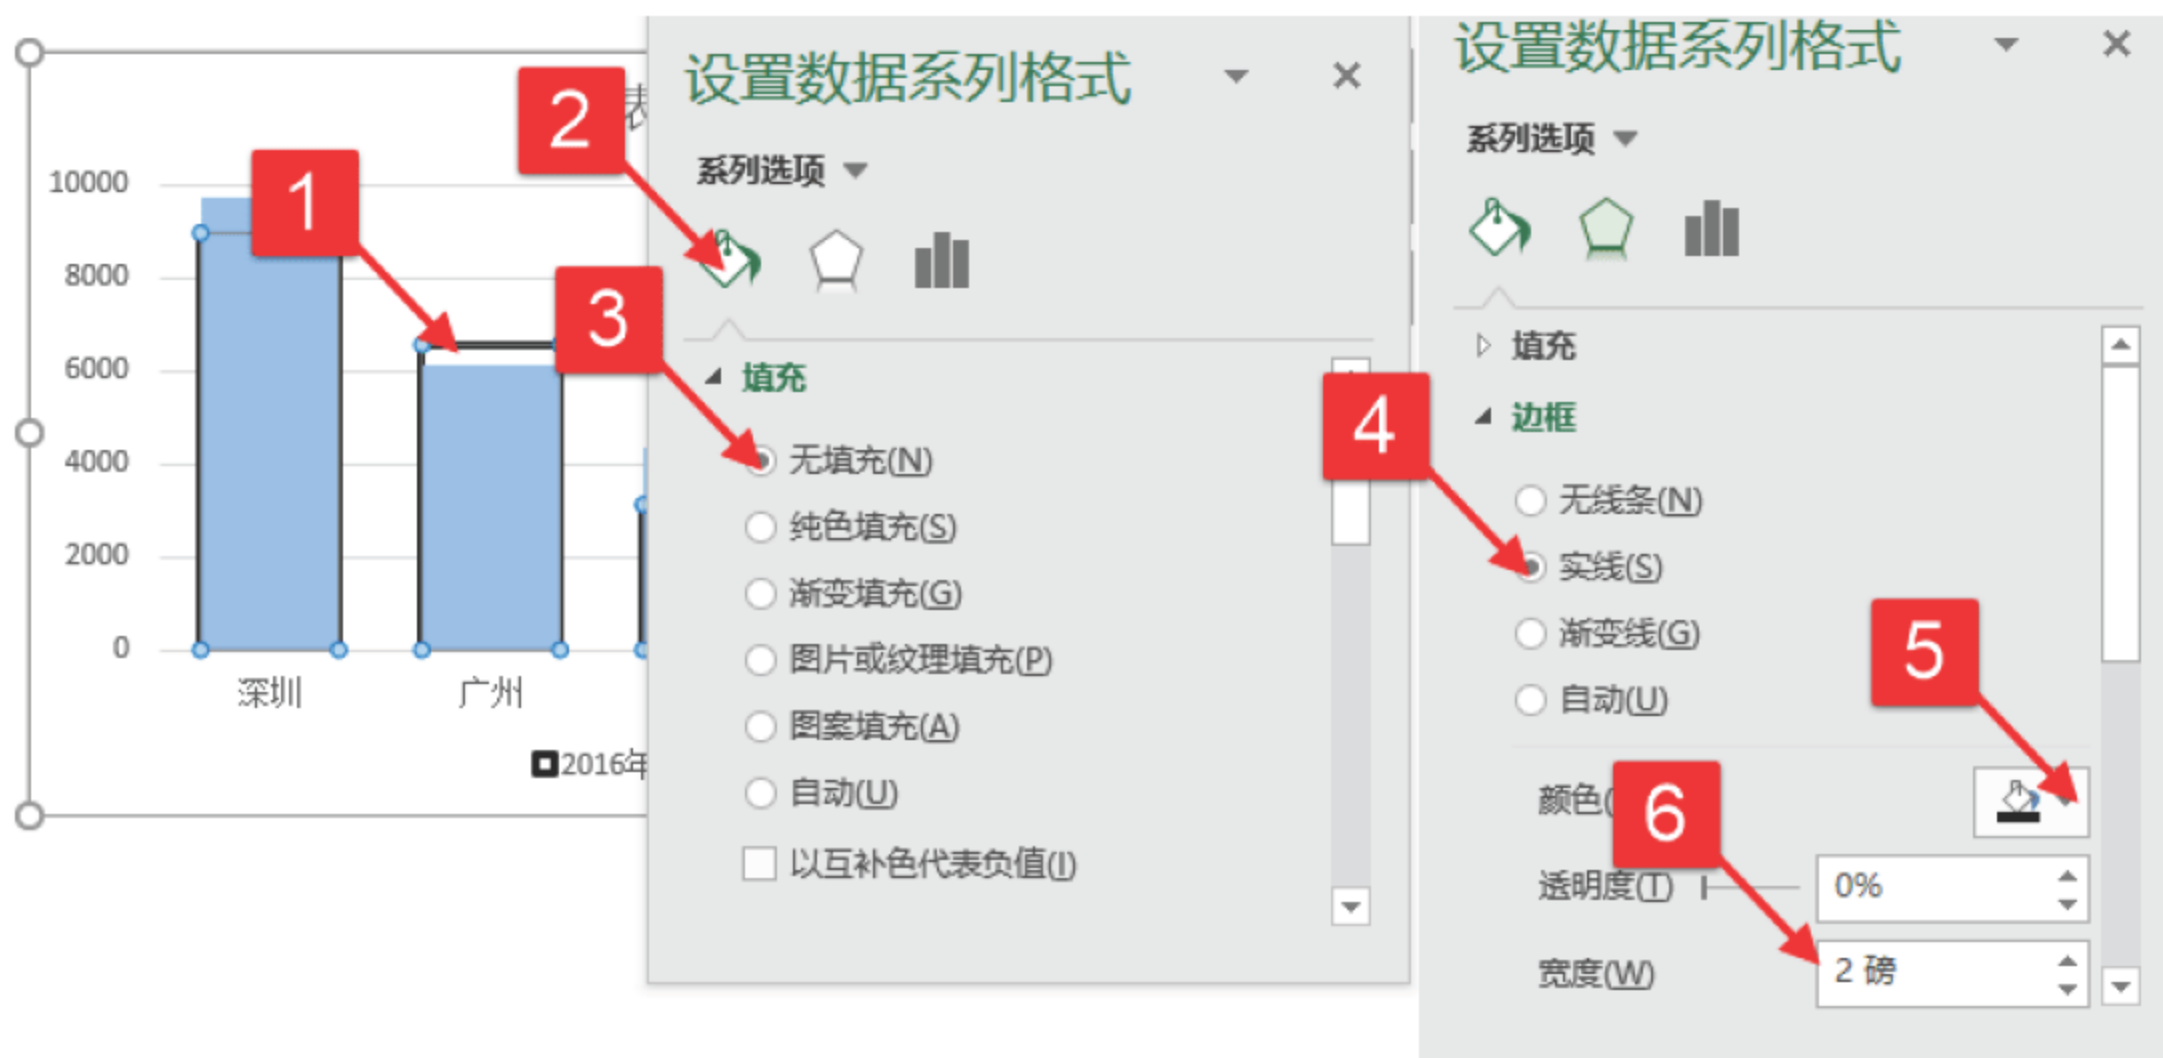 表
10000
8000
6000
4000
2000
0
深圳
广州
2016年
1
2
3
设置数据系列格式
系列选项
填充
无填充(N)
纯色填充(S)
渐变填充(G)
图片或纹理填充(P)
图案填充(A)
自动(U)
以互补色代表负值(I)
设置数据系列格式
系列选项
填充
边框
4
无线条(N)
实线(S)
渐变线(G)
自动(U)
5
颜色(
6
透明度(T)
0%
宽度(W)
2 磅